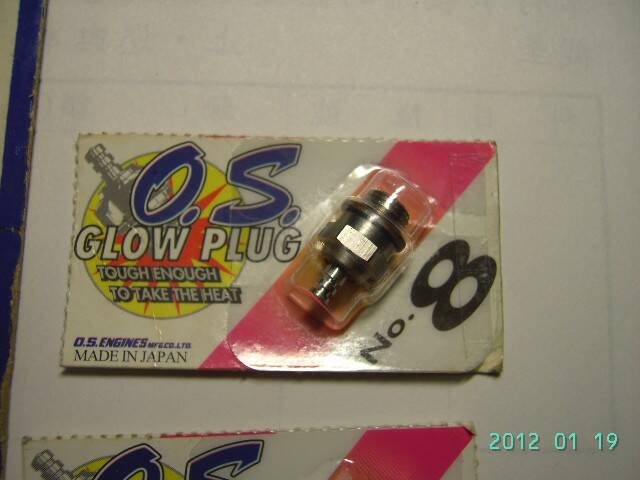 O.S.
GLOW PLUG
TOUGH ENOUGH
TO TAKE THE HEAT
O.S.ENGINES MFG.CO.LTD.
MADE IN JAPAN
No. 8
O.S.
2012 01 19